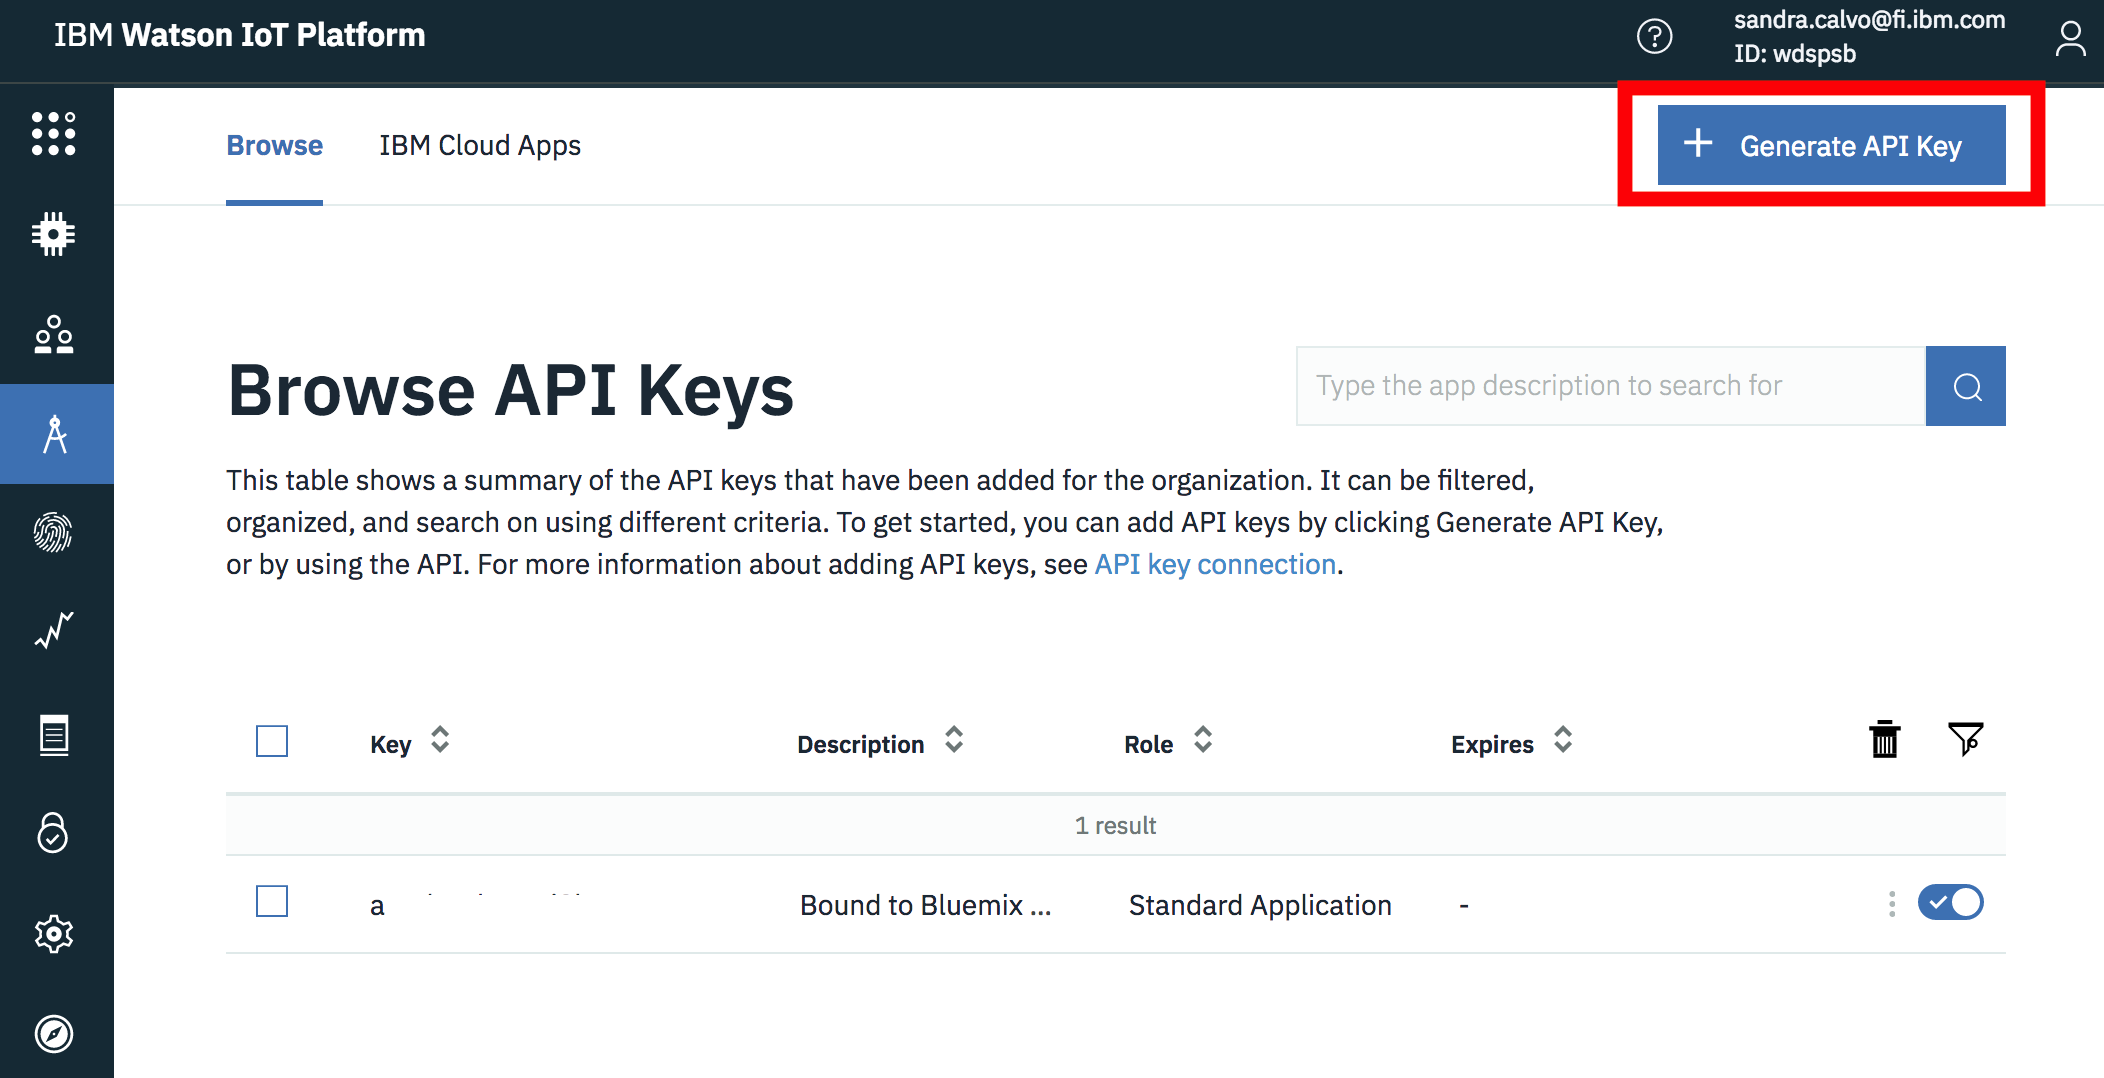 IBM Watson IoT Platform
sandra.calvo@fi.ibm.com
ID: wdspsb
Browse
IBM Cloud Apps
Generate API Key
Browse API Keys
Type the app description to search for
This table shows a summary of the API keys that have been added for the organization. It can be filtered,
organized, and search on using different criteria. To get started, you can add API keys by clicking Generate API Key,
or by using the API. For more information about adding API keys, see API key connection.
Key
Description
Role
Expires
1 result
a
Bound to Bluemix ...
Standard Application
-